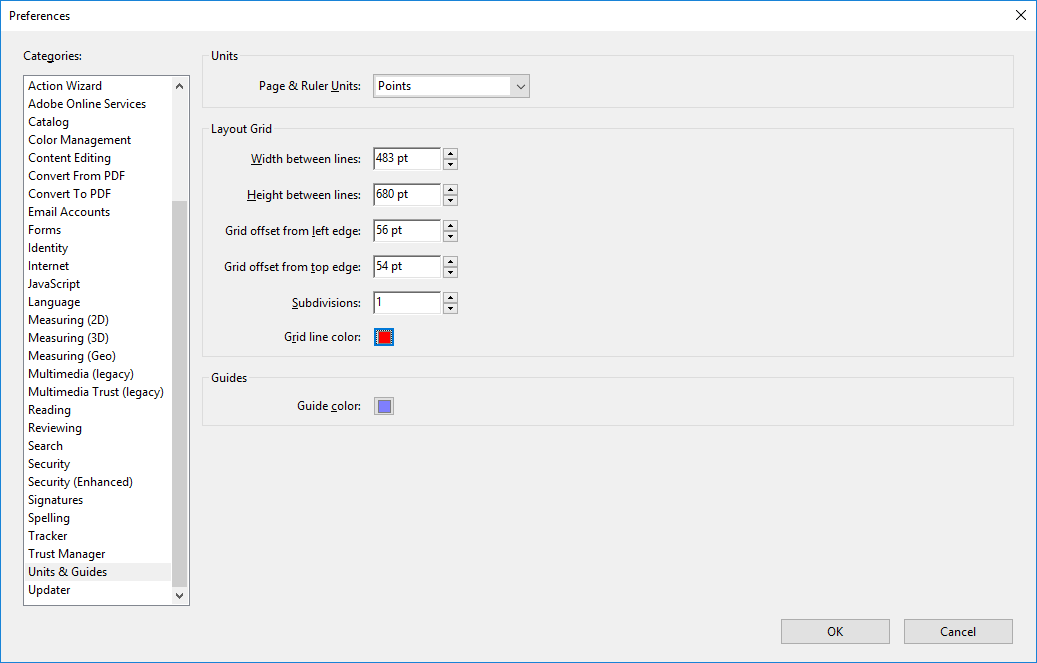 Preferences
Categories:
Action Wizard
Adobe Online Services
Catalog
Color Management
Content Editing
Convert From PDF
Convert To PDF
Email Accounts
Forms
Identity
Internet
JavaScript
Language
Measuring (2D)
Measuring (3D)
Measuring (Geo)
Multimedia (legacy)
Multimedia Trust (legacy)
Reading
Reviewing
Search
Security
Security (Enhanced)
Signatures
Spelling
Tracker
Trust Manager
Units & Guides
Updater
Units
Page & Ruler Units: Points
Layout Grid
Width between lines: 483 pt
Height between lines: 680 pt
Grid offset from left edge: 56 pt
Grid offset from top edge: 54 pt
Subdivisions: 1
Grid line color:
Guides
Guide color:
OK Cancel